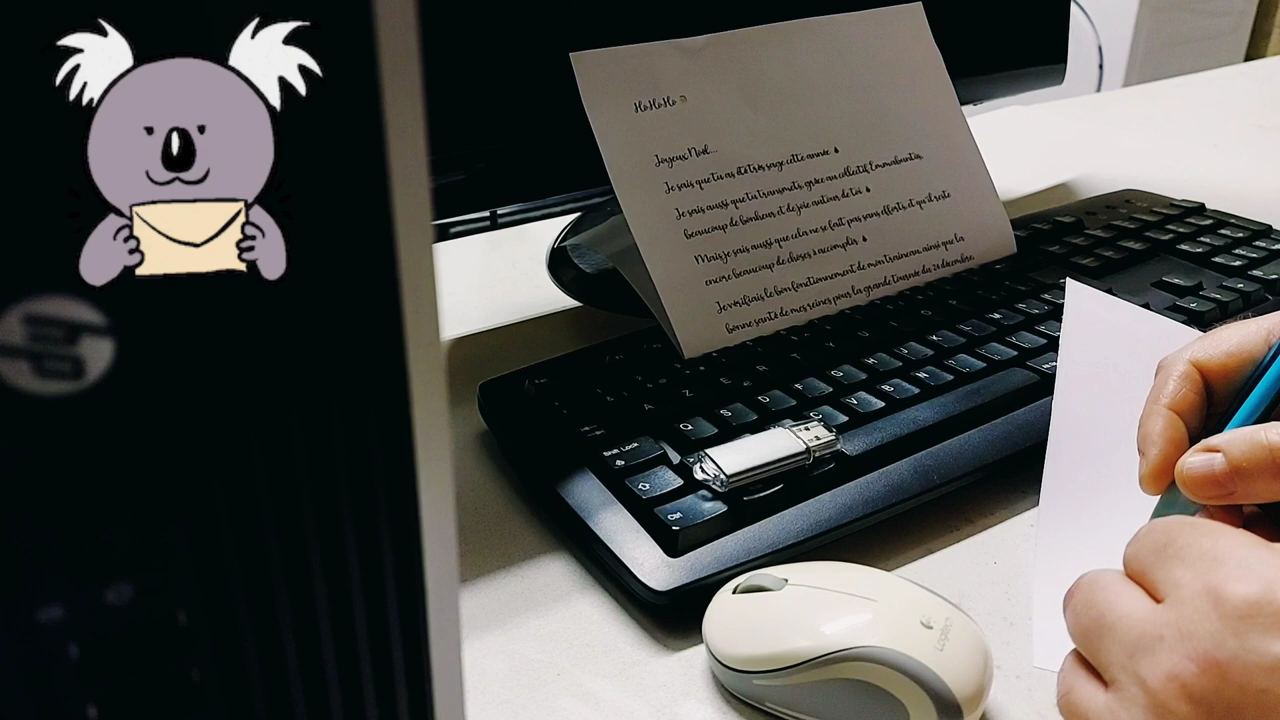 HoHoHo
Joyeux Noël...
Je sais que tu as été très sage cette année.
Je sais aussi que tu transmets, grâce au collectif Emmabuntüs,
beaucoup de bonheur et de joie autour de toi.
Mais je sais aussi que cela ne se fait pas sans efforts, et qu'il reste
encore beaucoup de choses à accomplir.
Je vérifiais le bon fonctionnement de mon traineau, ainsi que la
bonne santé de mes reines pour la grande tournée du 24 décembre.
A Z E R T Y
Q S D F G H J K
Shift Lock
C V B N
Ctrl
Logitech